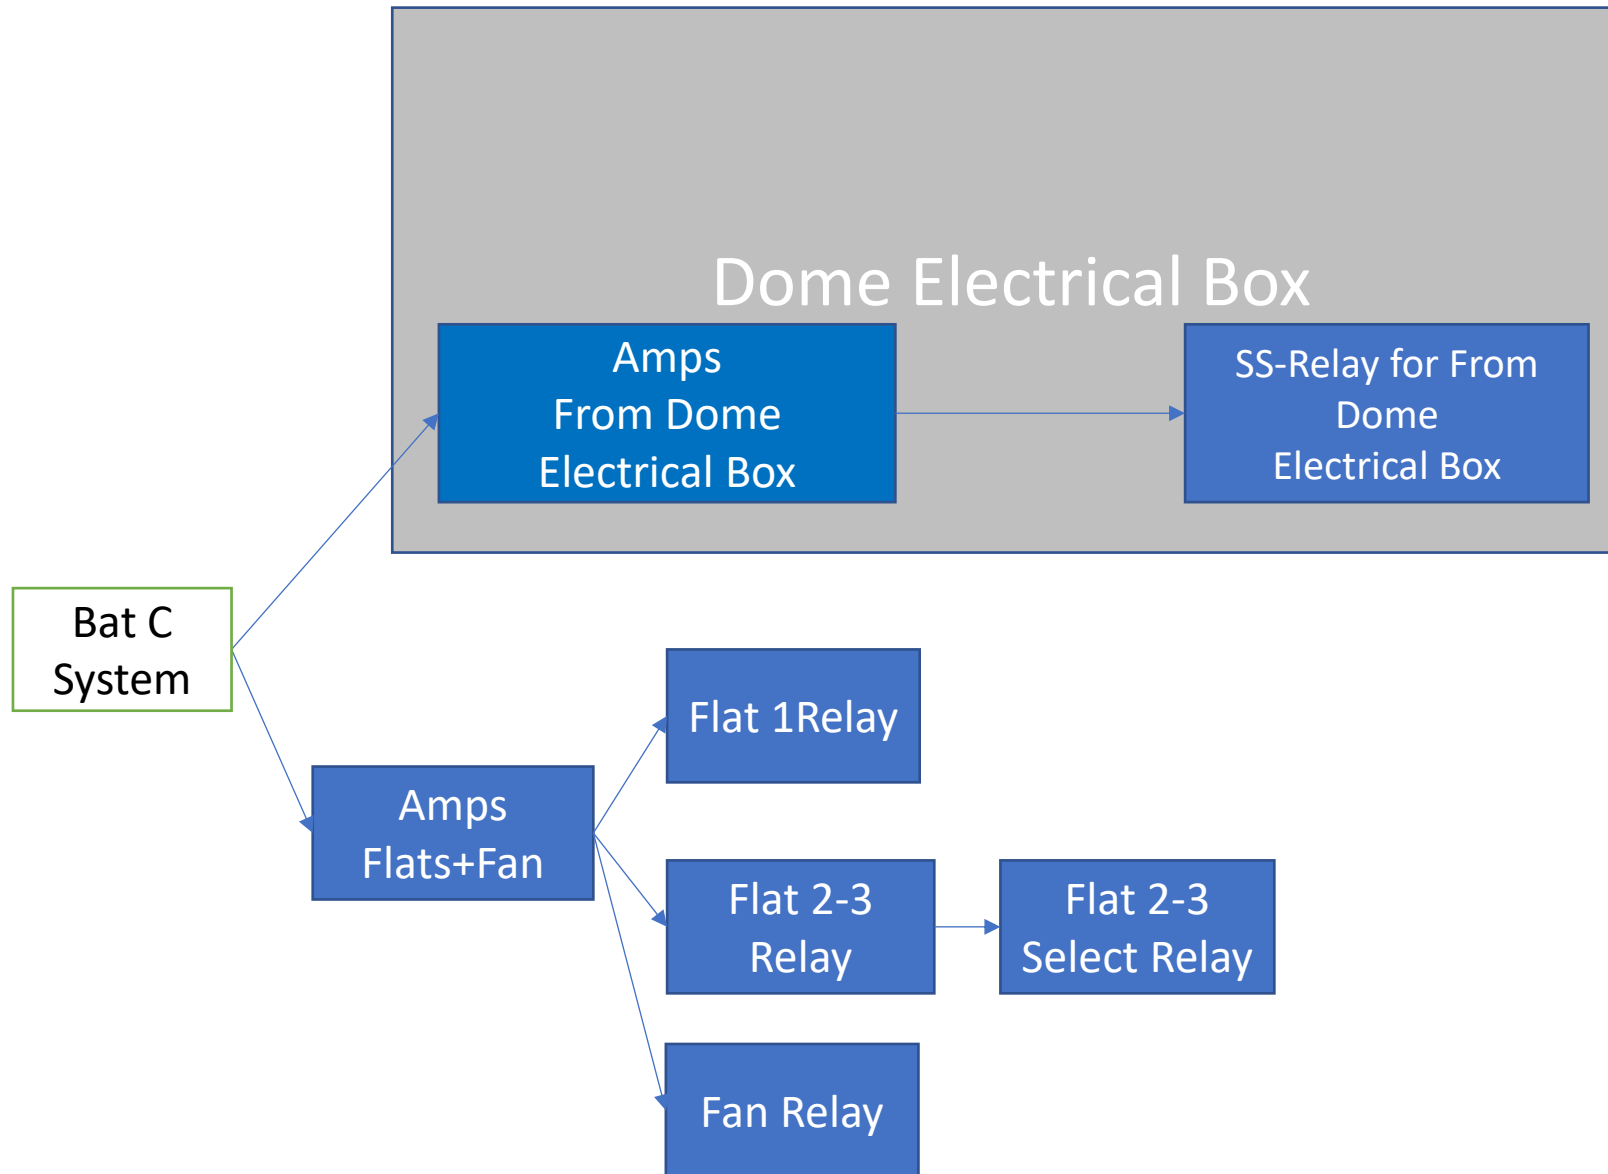 Dome Electrical Box
Amps
From Dome
Electrical Box
SS-Relay for From
Dome
Electrical Box
Bat C
System
Flat 1Relay
Amps
Flats+Fan
Flat 2-3
Relay
Flat 2-3
Select Relay
Fan Relay